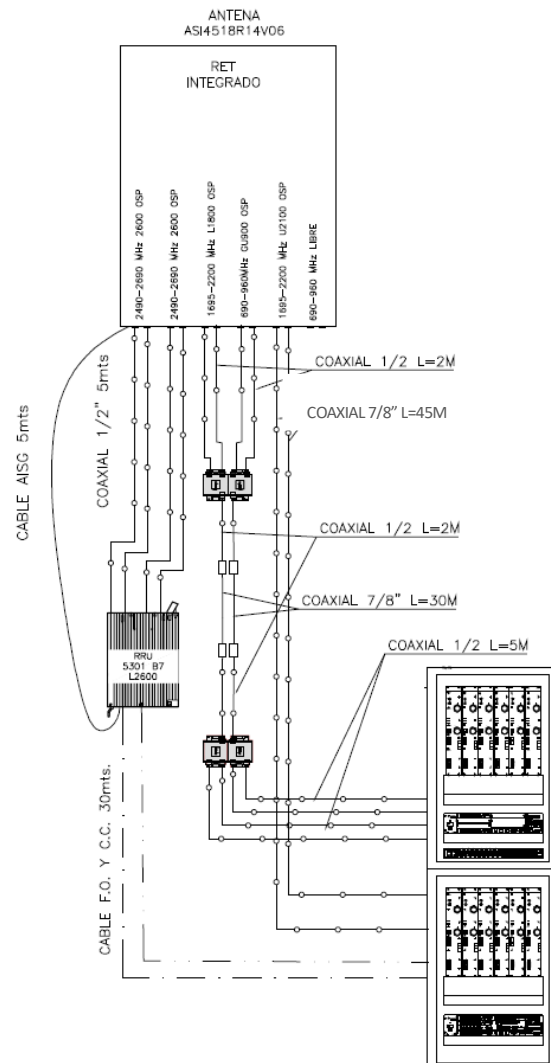 ANTENA
ASI4518R14V06
RET
INTEGRADO
2490-2690 MHz 2600 OSP
2490-2690 MHz 2600 OSP
1695-2200 MHz L1800 OSP
690-960MHz GU900 OSP
1695-2200 MHz U2100 OSP
690-960 MHz LIBRE
CABLE AISG 5mts
COAXIAL 1/2" 5mts
COAXIAL 1/2 L=2M
COAXIAL 7/8" L=45M
COAXIAL 1/2 L=2M
COAXIAL 7/8" L=30M
COAXIAL 1/2 L=5M
RRU
5301 B7
L2600
CABLE F.O. Y C.C. 30mts.